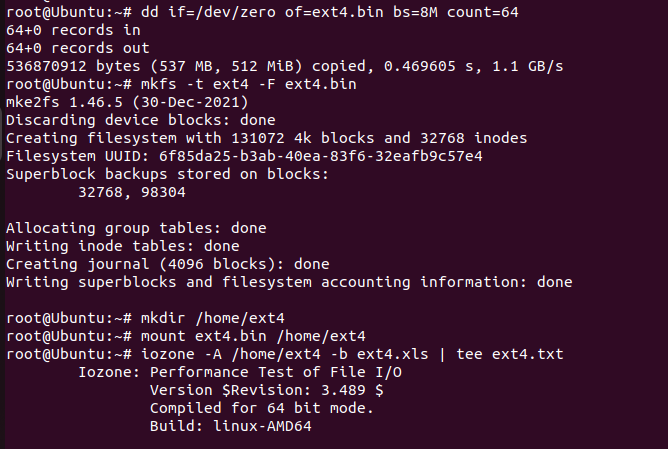 root@Ubuntu:~# dd if=/dev/zero of=ext4.bin bs=8M count=64
64+0 records in
64+0 records out
536870912 bytes (537 MB, 512 MiB) copied, 0.469605 s, 1.1 GB/s
root@Ubuntu:~# mkfs -t ext4 -F ext4.bin
mke2fs 1.46.5 (30-Dec-2021)
Discarding device blocks: done
Creating filesystem with 131072 4k blocks and 32768 inodes
Filesystem UUID: 6f85da25-b3ab-40ea-83f6-32eafb9c57e4
Superblock backups stored on blocks:
        32768, 98304

Allocating group tables: done
Writing inode tables: done
Creating journal (4096 blocks): done
Writing superblocks and filesystem accounting information: done

root@Ubuntu:~# mkdir /home/ext4
root@Ubuntu:~# mount ext4.bin /home/ext4
root@Ubuntu:~# iozone -A /home/ext4 -b ext4.xls | tee ext4.txt
        Iozone: Performance Test of File I/O
                Version $Revision: 3.489 $
                Compiled for 64 bit mode.
                Build: linux-AMD64